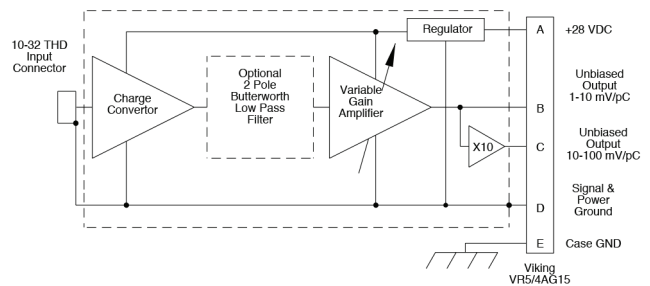 10-32 THD
Input
Connector
Charge
Convertor
Optional
2 Pole
Butterworth
Low Pass
Filter
Variable
Gain
Amplifier
Regulator
X10
A
+28 VDC
B
Unbiased
Output
1-10 mV/pC
C
Unbiased
Output
10-100 mV/pC
D
Signal &
Power
Ground
E
Case GND
Viking
VR5/4AG15